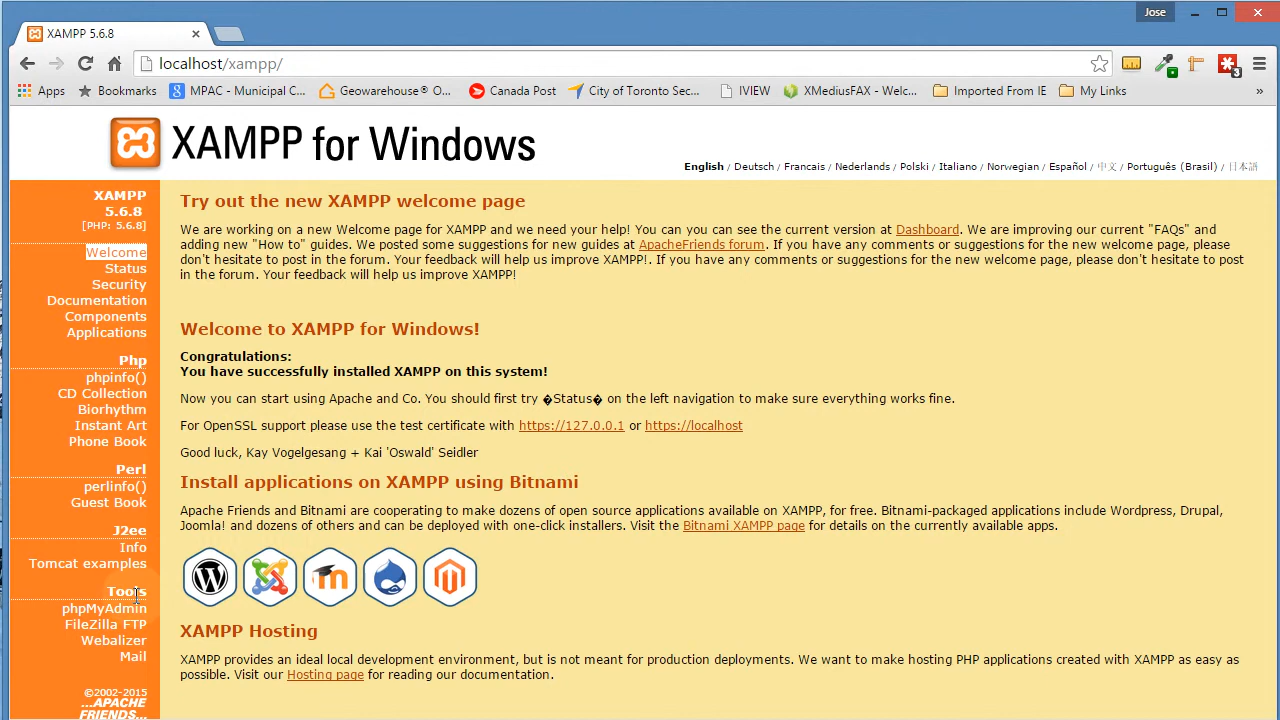 Jose
XAMPP 5.6.8
localhost/xampp/
Apps
Bookmarks
MPAC - Municipal C...
Geowarehouse® O...
Canada Post
City of Toronto Sec...
IVIEW
XMediusFAX - Welc...
Imported From IE
My Links
»
3
XAMPP for Windows
English / Deutsch / Francais / Nederlands / Polski / Italiano / Norwegian / Español / 中文 / Português (Brasil) / 日本語
XAMPP
5.6.8
[PHP: 5.6.8]
Welcome
Status
Security
Documentation
Components
Applications
Php
phpinfo()
CD Collection
Biorhythm
Instant Art
Phone Book
Perl
perlinfo()
Guest Book
J2ee
Info
Tomcat examples
Tools
phpMyAdmin
FileZilla FTP
Webalizer
Mail
©2002-2015
...APACHE
FRIENDS...
Try out the new XAMPP welcome page
We are working on a new Welcome page for XAMPP and we need your help! You can you can see the current version at Dashboard. We are improving our current "FAQs" and
adding new "How to" guides. We posted some suggestions for new guides at ApacheFriends forum. If you have any comments or suggestions for the new welcome page, please
don't hesitate to post in the forum. Your feedback will help us improve XAMPP!. If you have any comments or suggestions for the new welcome page, please don't hesitate to post
in the forum. Your feedback will help us improve XAMPP!
Welcome to XAMPP for Windows!
Congratulations:
You have successfully installed XAMPP on this system!
Now you can start using Apache and Co. You should first try �Status� on the left navigation to make sure everything works fine.
For OpenSSL support please use the test certificate with https://127.0.0.1 or https://localhost
Good luck, Kay Vogelgesang + Kai 'Oswald' Seidler
Install applications on XAMPP using Bitnami
Apache Friends and Bitnami are cooperating to make dozens of open source applications available on XAMPP, for free. Bitnami-packaged applications include Wordpress, Drupal,
Joomla! and dozens of others and can be deployed with one-click installers. Visit the Bitnami XAMPP page for details on the currently available apps.
XAMPP Hosting
XAMPP provides an ideal local development environment, but is not meant for production deployments. We want to make hosting PHP applications created with XAMPP as easy as
possible. Visit our Hosting page for reading our documentation.